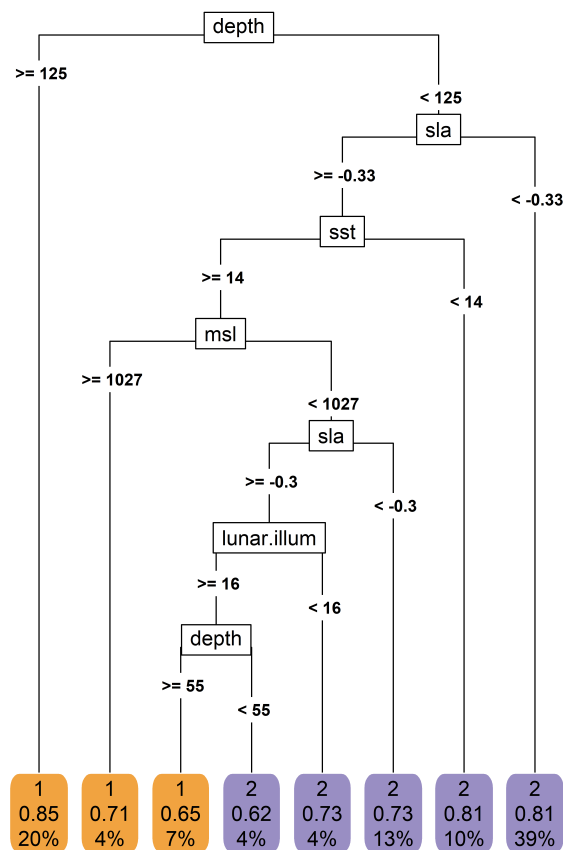 depth
>= 125
< 125
sla
>= -0.33
< -0.33
sst
>= 14
< 14
msl
>= 1027
< 1027
sla
>= -0.3
< -0.3
lunar.illum
>= 16
< 16
depth
>= 55
< 55
1 1 1 2 2 2 2 2
0.85 0.71 0.65 0.62 0.73 0.73 0.81 0.81
20% 4% 7% 4% 4% 13% 10% 39%